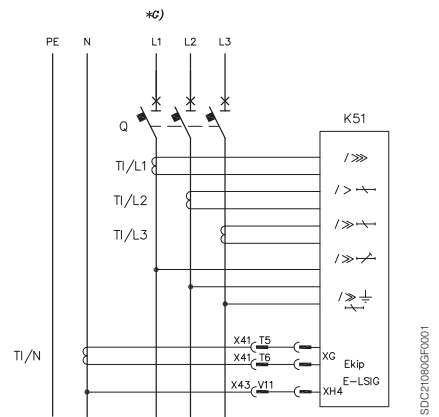 *G)
PE N L1 L2 L3
Q
K51
TI/L1
TI/L2
TI/L3
TI/N
X41 T5
X41 T6
XG
Ekip
E-LSIG
X43 V11
XH4
SDC21080GF0001